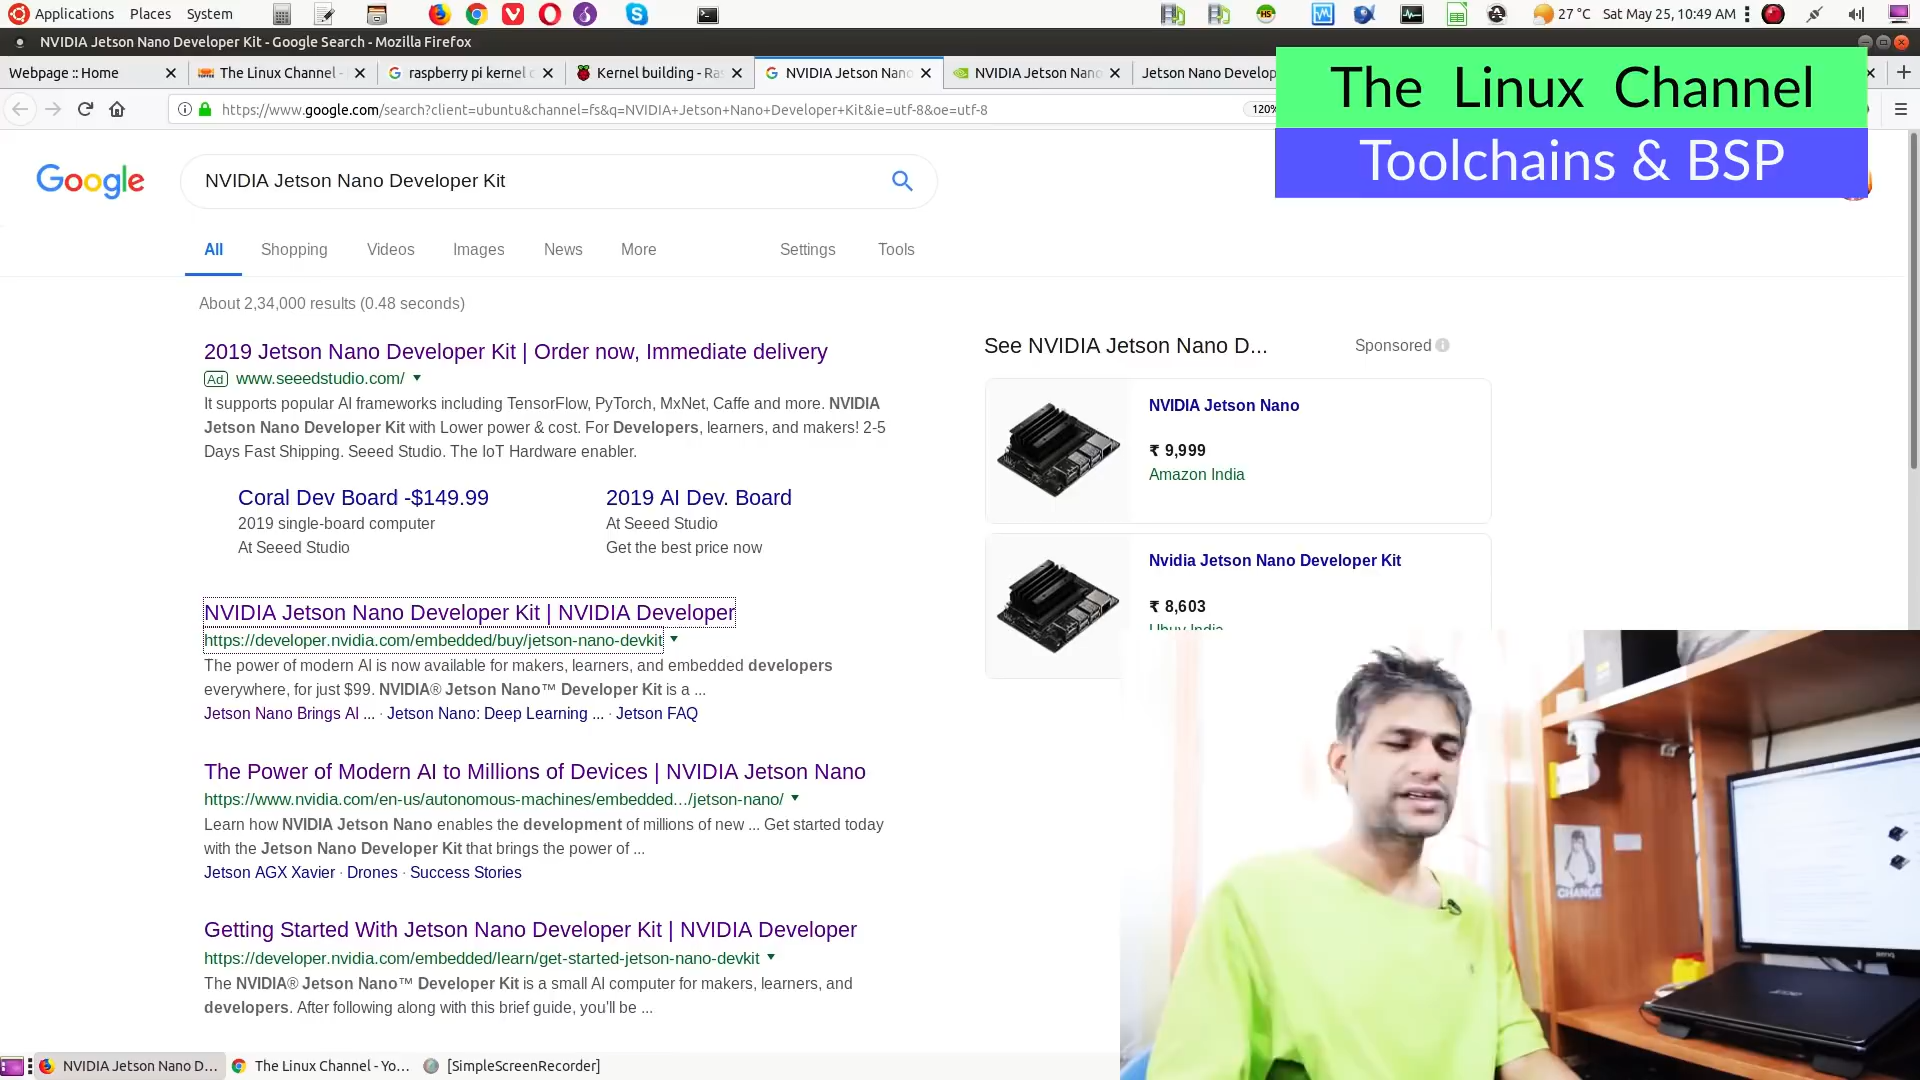 Applications Places System
27 °C Sat May 25, 10:49 AM
NVIDIA Jetson Nano Developer Kit - Google Search - Mozilla Firefox
Webpage :: Home
The Linux Channel -
raspberry pi kernel
Kernel building - Ras
NVIDIA Jetson Nano
NVIDIA Jetson Nano
Jetson Nano Develop
The Linux Channel
Toolchains & BSP
https://www.google.com/search?client=ubuntu&channel=fs&q=NVIDIA+Jetson+Nano+Developer+Kit&ie=utf-8&oe=utf-8
120%
Google
NVIDIA Jetson Nano Developer Kit
All Shopping Videos Images News More Settings Tools
About 2,34,000 results (0.48 seconds)
2019 Jetson Nano Developer Kit | Order now, Immediate delivery
Ad www.seeedstudio.com/
It supports popular AI frameworks including TensorFlow, PyTorch, MxNet, Caffe and more. NVIDIA
Jetson Nano Developer Kit with Lower power & cost. For Developers, learners, and makers! 2-5
Days Fast Shipping. Seeed Studio. The IoT Hardware enabler.
Coral Dev Board -$149.99
2019 single-board computer
At Seeed Studio
2019 AI Dev. Board
At Seeed Studio
Get the best price now
NVIDIA Jetson Nano Developer Kit | NVIDIA Developer
https://developer.nvidia.com/embedded/buy/jetson-nano-devkit
The power of modern AI is now available for makers, learners, and embedded developers
everywhere, for just $99. NVIDIA® Jetson Nano™ Developer Kit is a ...
Jetson Nano Brings AI ... · Jetson Nano: Deep Learning ... · Jetson FAQ
The Power of Modern AI to Millions of Devices | NVIDIA Jetson Nano
https://www.nvidia.com/en-us/autonomous-machines/embedded.../jetson-nano/
Learn how NVIDIA Jetson Nano enables the development of millions of new ... Get started today
with the Jetson Nano Developer Kit that brings the power of ...
Jetson AGX Xavier · Drones · Success Stories
Getting Started With Jetson Nano Developer Kit | NVIDIA Developer
https://developer.nvidia.com/embedded/learn/get-started-jetson-nano-devkit
The NVIDIA® Jetson Nano™ Developer Kit is a small AI computer for makers, learners, and
developers. After following along with this brief guide, you'll be ...
See NVIDIA Jetson Nano D...
Sponsored
NVIDIA Jetson Nano
₹ 9,999
Amazon India
Nvidia Jetson Nano Developer Kit
₹ 8,603
Ubuy India
CHANGE
BenQ
acer
NVIDIA Jetson Nano D...
The Linux Channel - Yo...
[SimpleScreenRecorder]